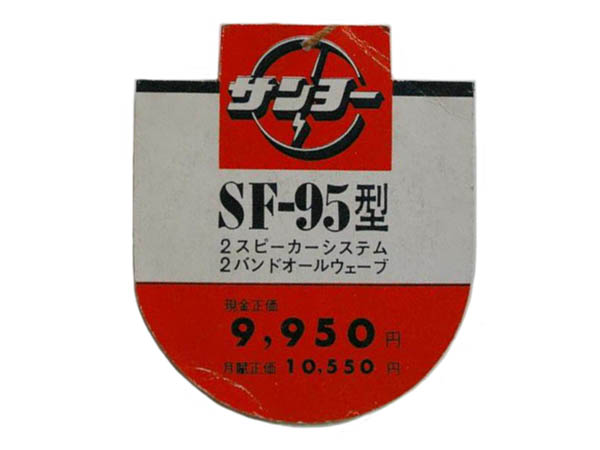 サンヨー
SF-95型
2スピーカーシステム
2バンドオールウェーブ
現金正価
9,950円
月賦正価 10,550円